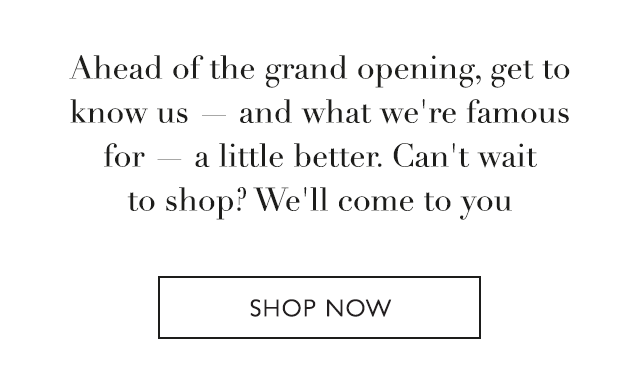 Ahead of the grand opening, get to
know us — and what we're famous
for — a little better. Can't wait
to shop? We'll come to you
SHOP NOW